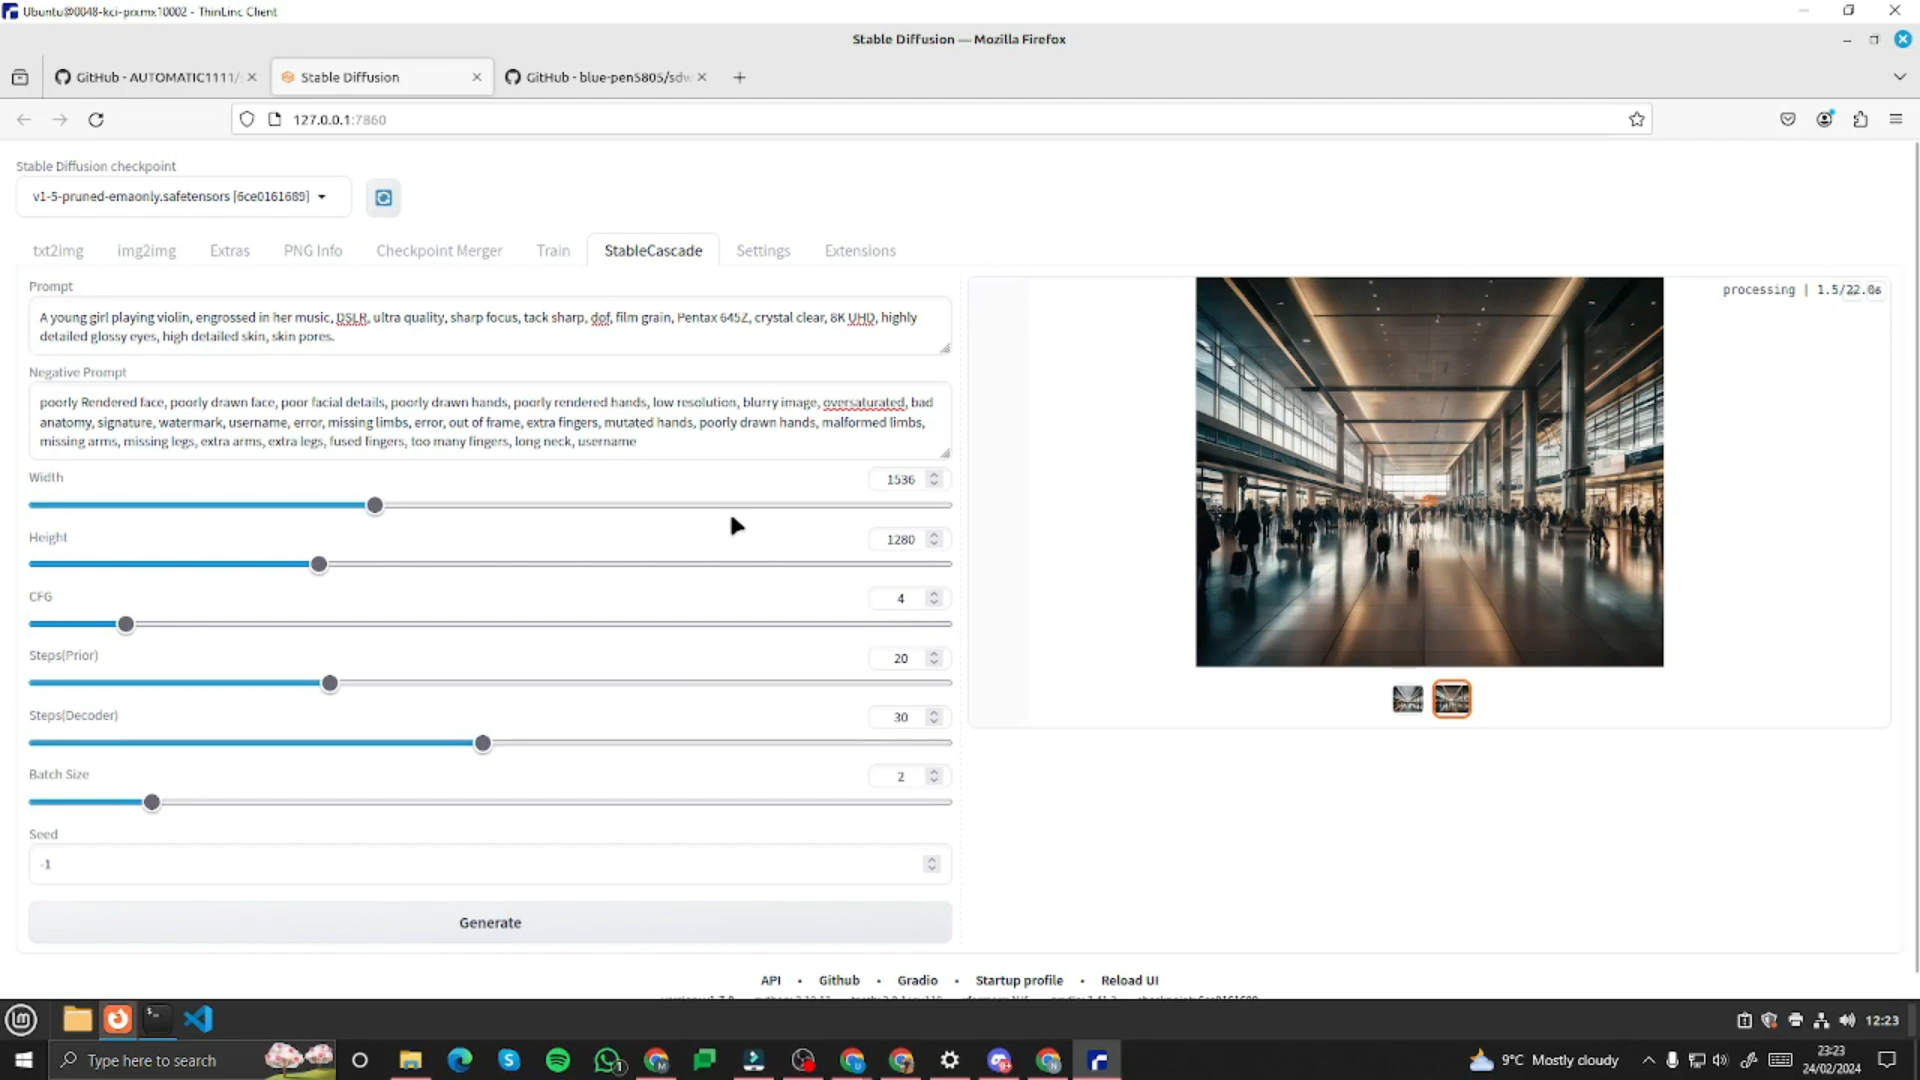 Ubuntu@0048-kci-prxmx10002 - ThinLinc Client
Stable Diffusion — Mozilla Firefox
GitHub - AUTOMATIC1111/
Stable Diffusion
GitHub - blue-pen5805/sdw
127.0.0.1:7860
Stable Diffusion checkpoint
v1-5-pruned-emaonly.safetensors [6ce0161689]
txt2img img2img Extras PNG Info Checkpoint Merger Train StableCascade Settings Extensions
Prompt
A young girl playing violin, engrossed in her music, DSLR, ultra quality, sharp focus, tack sharp, dof, film grain, Pentax 645Z, crystal clear, 8K UHD, highly
detailed glossy eyes, high detailed skin, skin pores.
Negative Prompt
poorly Rendered face, poorly drawn face, poor facial details, poorly drawn hands, poorly rendered hands, low resolution, blurry image, oversaturated, bad
anatomy, signature, watermark, username, error, missing limbs, error, out of frame, extra fingers, mutated hands, poorly drawn hands, malformed limbs,
missing arms, missing legs, extra arms, extra legs, fused fingers, too many fingers, long neck, username
Width
1536
Height
1280
CFG
4
Steps(Prior)
20
Steps(Decoder)
30
Batch Size
2
Seed
-1
Generate
processing | 1.5/22.0s
API • Github • Gradio • Startup profile • Reload UI
12:23
Type here to search
9°C Mostly cloudy
23:23
24/02/2024